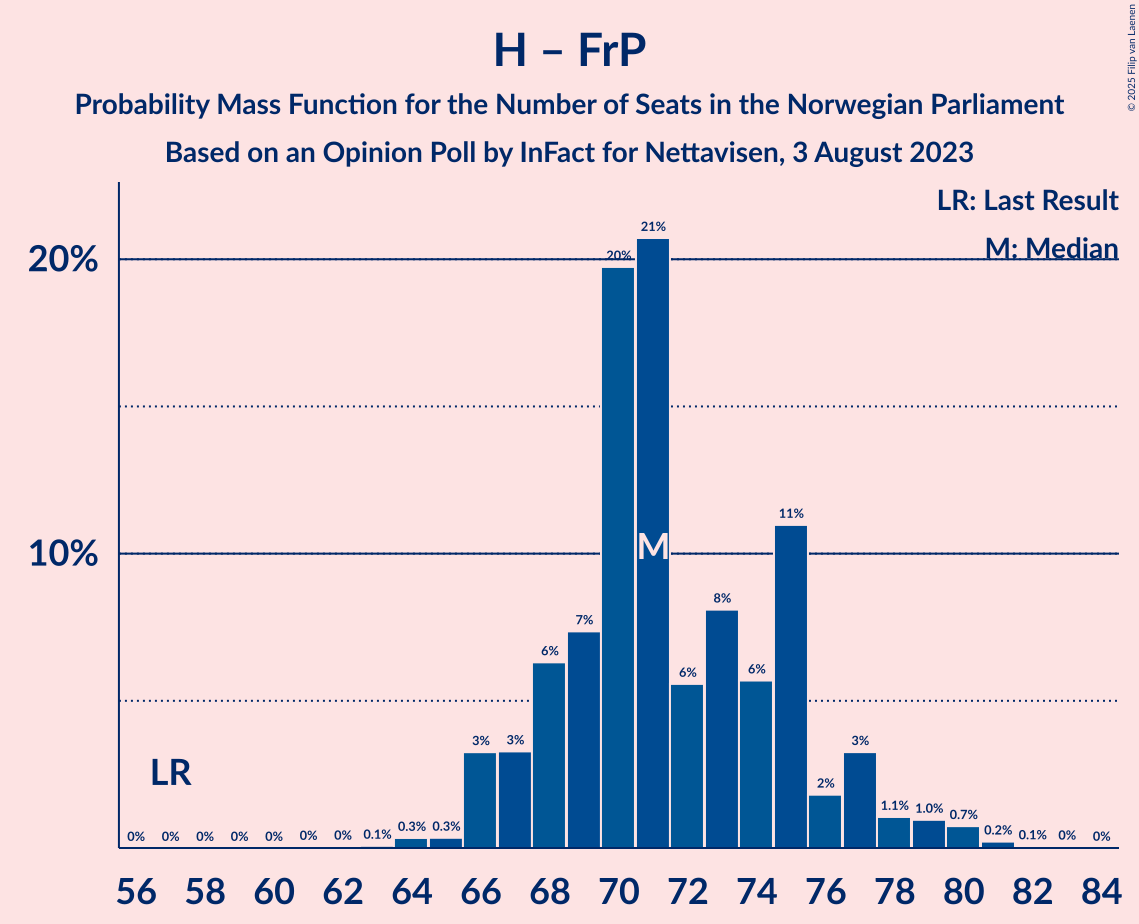 H – FrP
Probability Mass Function for the Number of Seats in the Norwegian Parliament
Based on an Opinion Poll by InFact for Nettavisen, 3 August 2023
© 2025 Filip van Laenen
LR: Last Result
M: Median
20%
10%
0% 0% 0% 0% 0% 0% 0% 0.1% 0.3% 0.3% 3% 3% 6% 7% 20% 21% 6% 8% 6% 11% 2% 3% 1.1% 1.0% 0.7% 0.2% 0.1% 0% 0%
M
LR
56 58 60 62 64 66 68 70 72 74 76 78 80 82 84